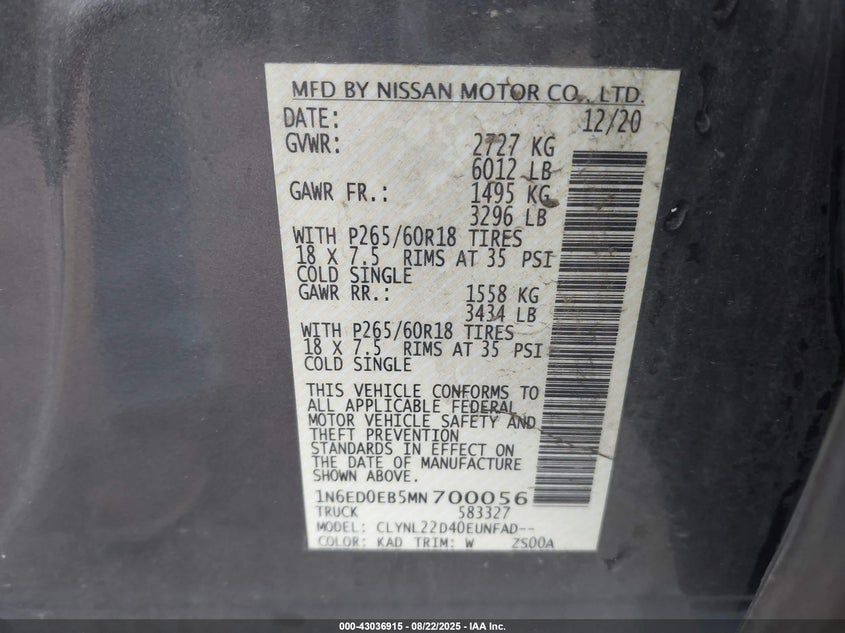 MFD BY NISSAN MOTOR CO., LTD.
DATE: 12/20
GVWR: 2727 KG
6012 LB
GAWR FR.: 1495 KG
3296 LB
WITH P265/60R18 TIRES
18 X 7.5 RIMS AT 35 PSI
COLD SINGLE
GAWR RR.: 1558 KG
3434 LB
WITH P265/60R18 TIRES
18 X 7.5 RIMS AT 35 PSI
COLD SINGLE
THIS VEHICLE CONFORMS TO
ALL APPLICABLE FEDERAL
MOTOR VEHICLE SAFETY AND
THEFT PREVENTION
STANDARDS IN EFFECT ON
THE DATE OF MANUFACTURE
SHOWN ABOVE.
1N6ED0EB5MN700056
TRUCK 583327
MODEL: CLYNL22D40EUNFAD--
COLOR: KAD TRIM: W ZS00A
000-43036915 - 08/22/2025 - IAA Inc.